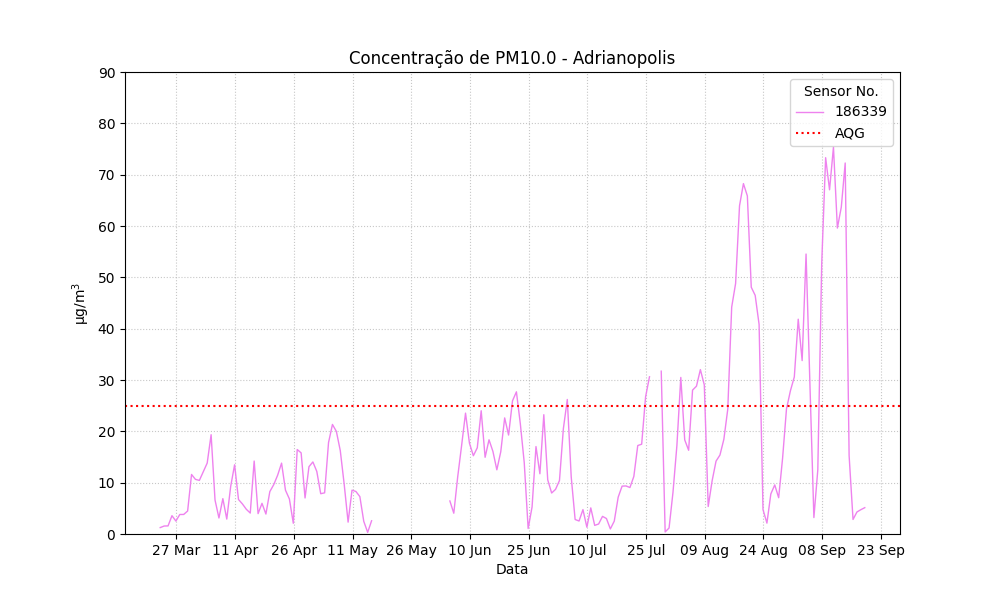 Concentração de PM10.0 - Adrianopolis
90
80
70
60
50
40
30
20
10
0
µg/m³
Sensor No.
186339
AQG
27 Mar 11 Apr 26 Apr 11 May 26 May 10 Jun 25 Jun 10 Jul 25 Jul 09 Aug 24 Aug 08 Sep 23 Sep
Data